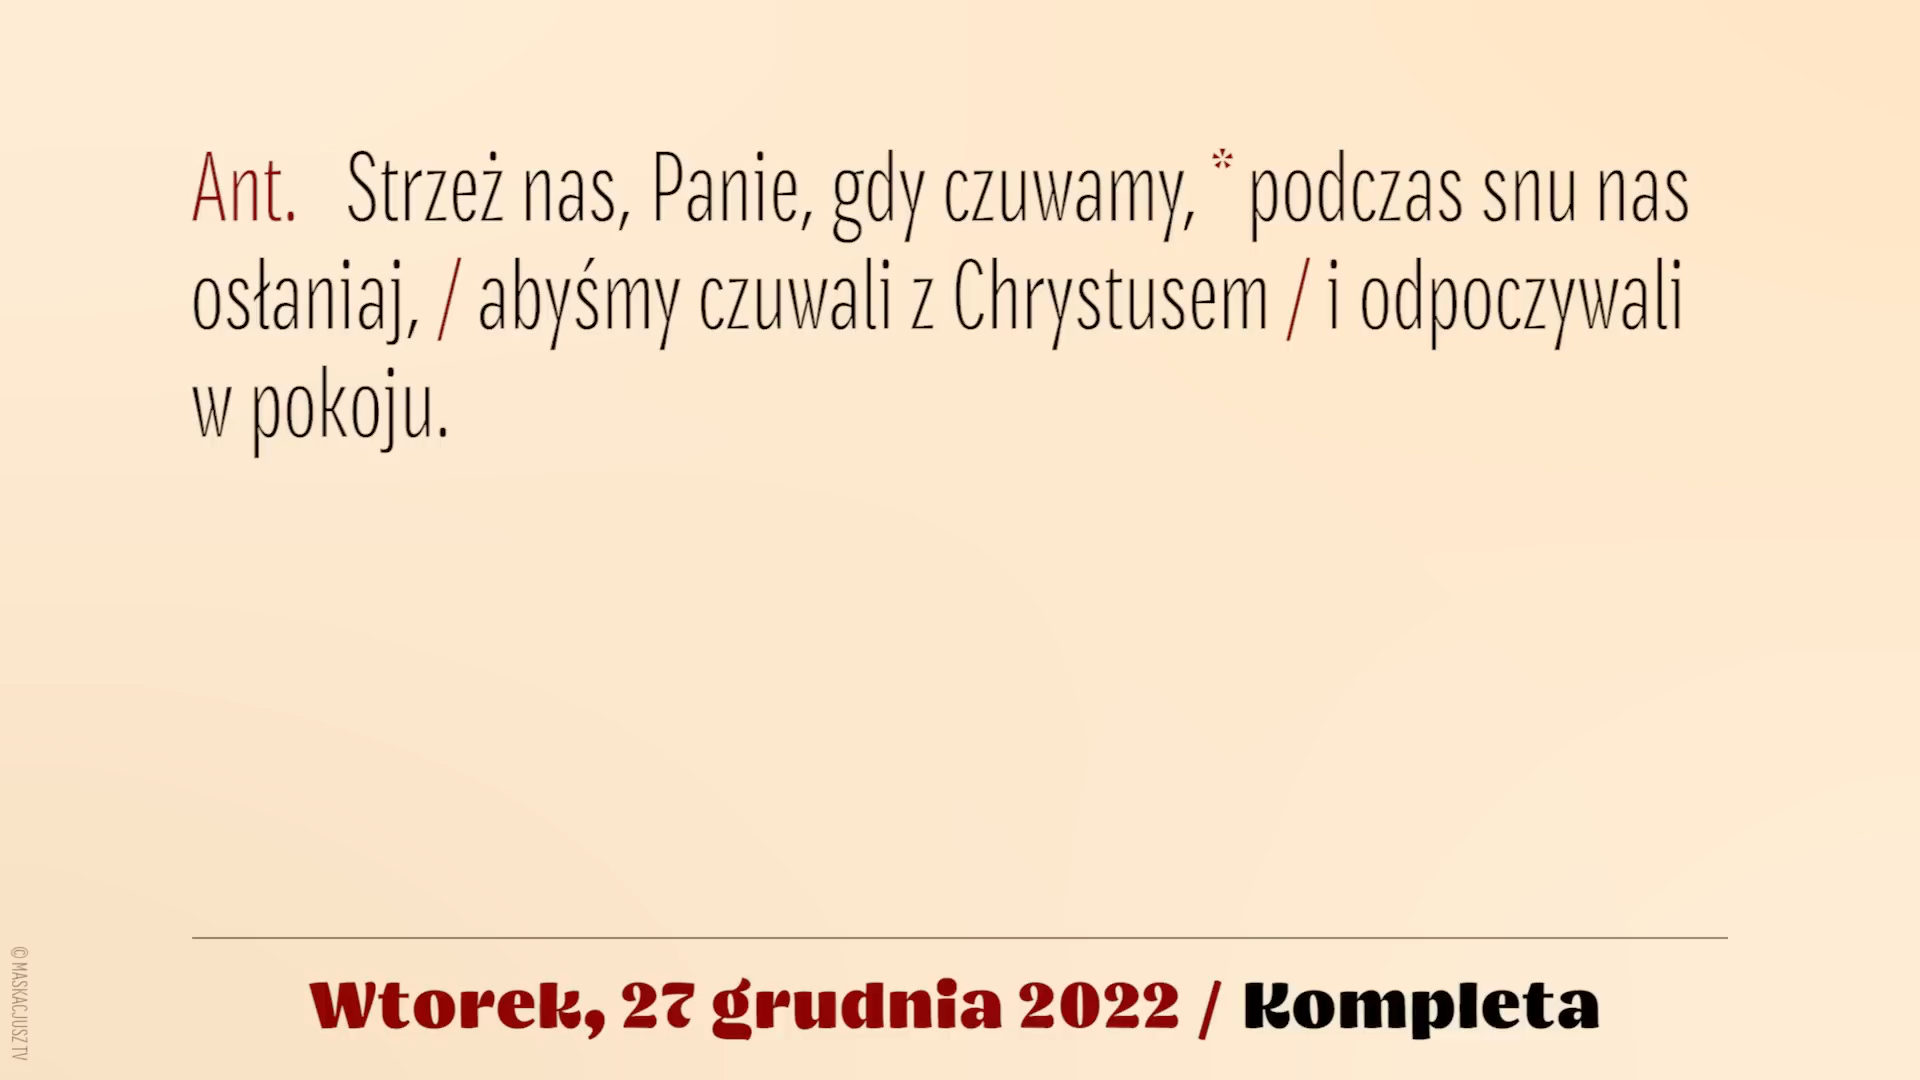 Ant. Strzeż nas, Panie, gdy czuwamy, * podczas snu nas
osłaniaj, / abyśmy czuwali z Chrystusem / i odpoczywali
w pokoju.
Wtorek, 27 grudnia 2022 / Kompleta
© MASKACJUSZ TV